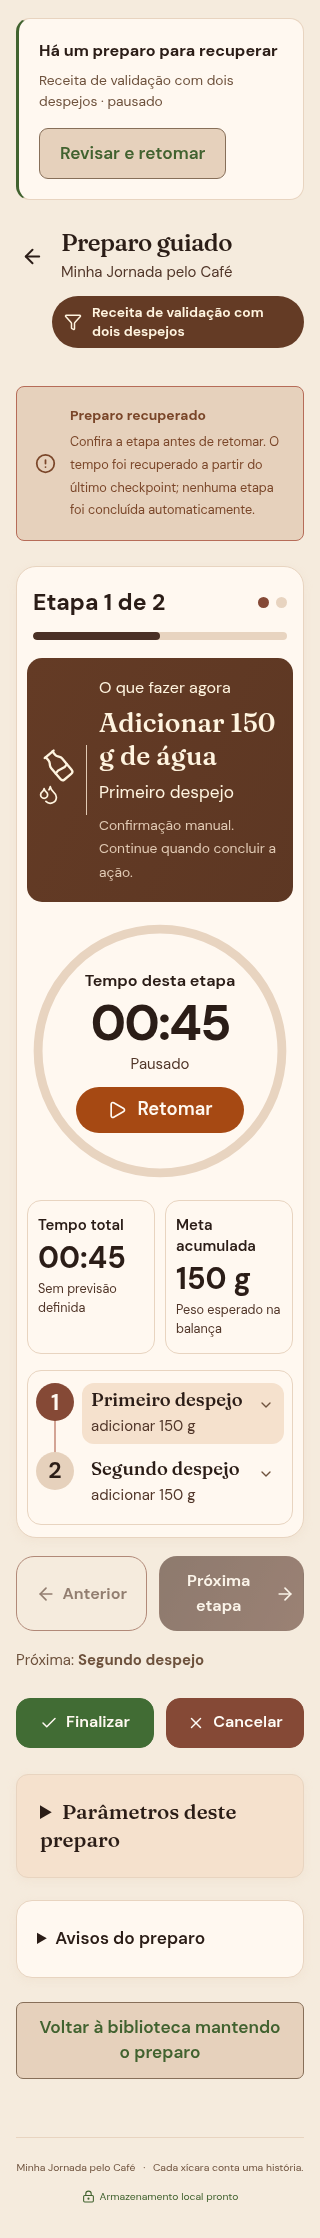 Há um preparo para recuperar
Receita de validação com dois
despejos · pausado
Revisar e retomar
Preparo guiado
Minha Jornada pelo Café
Receita de validação com
dois despejos
Preparo recuperado
Confira a etapa antes de retomar. O
tempo foi recuperado a partir do
último checkpoint; nenhuma etapa
foi concluída automaticamente.
Etapa 1 de 2
O que fazer agora
Adicionar 150
g de água
Primeiro despejo
Confirmação manual.
Continue quando concluir a
ação.
Tempo desta etapa
00:45
Pausado
Retomar
Tempo total
00:45
Sem previsão
definida
Meta
acumulada
150 g
Peso esperado na
balança
1
Primeiro despejo
adicionar 150 g
2
Segundo despejo
adicionar 150 g
Anterior
Próxima
etapa
Próxima: Segundo despejo
Finalizar
Cancelar
Parâmetros deste
preparo
Avisos do preparo
Voltar à biblioteca mantendo
o preparo
Minha Jornada pelo Café · Cada xícara conta uma história.
Armazenamento local pronto